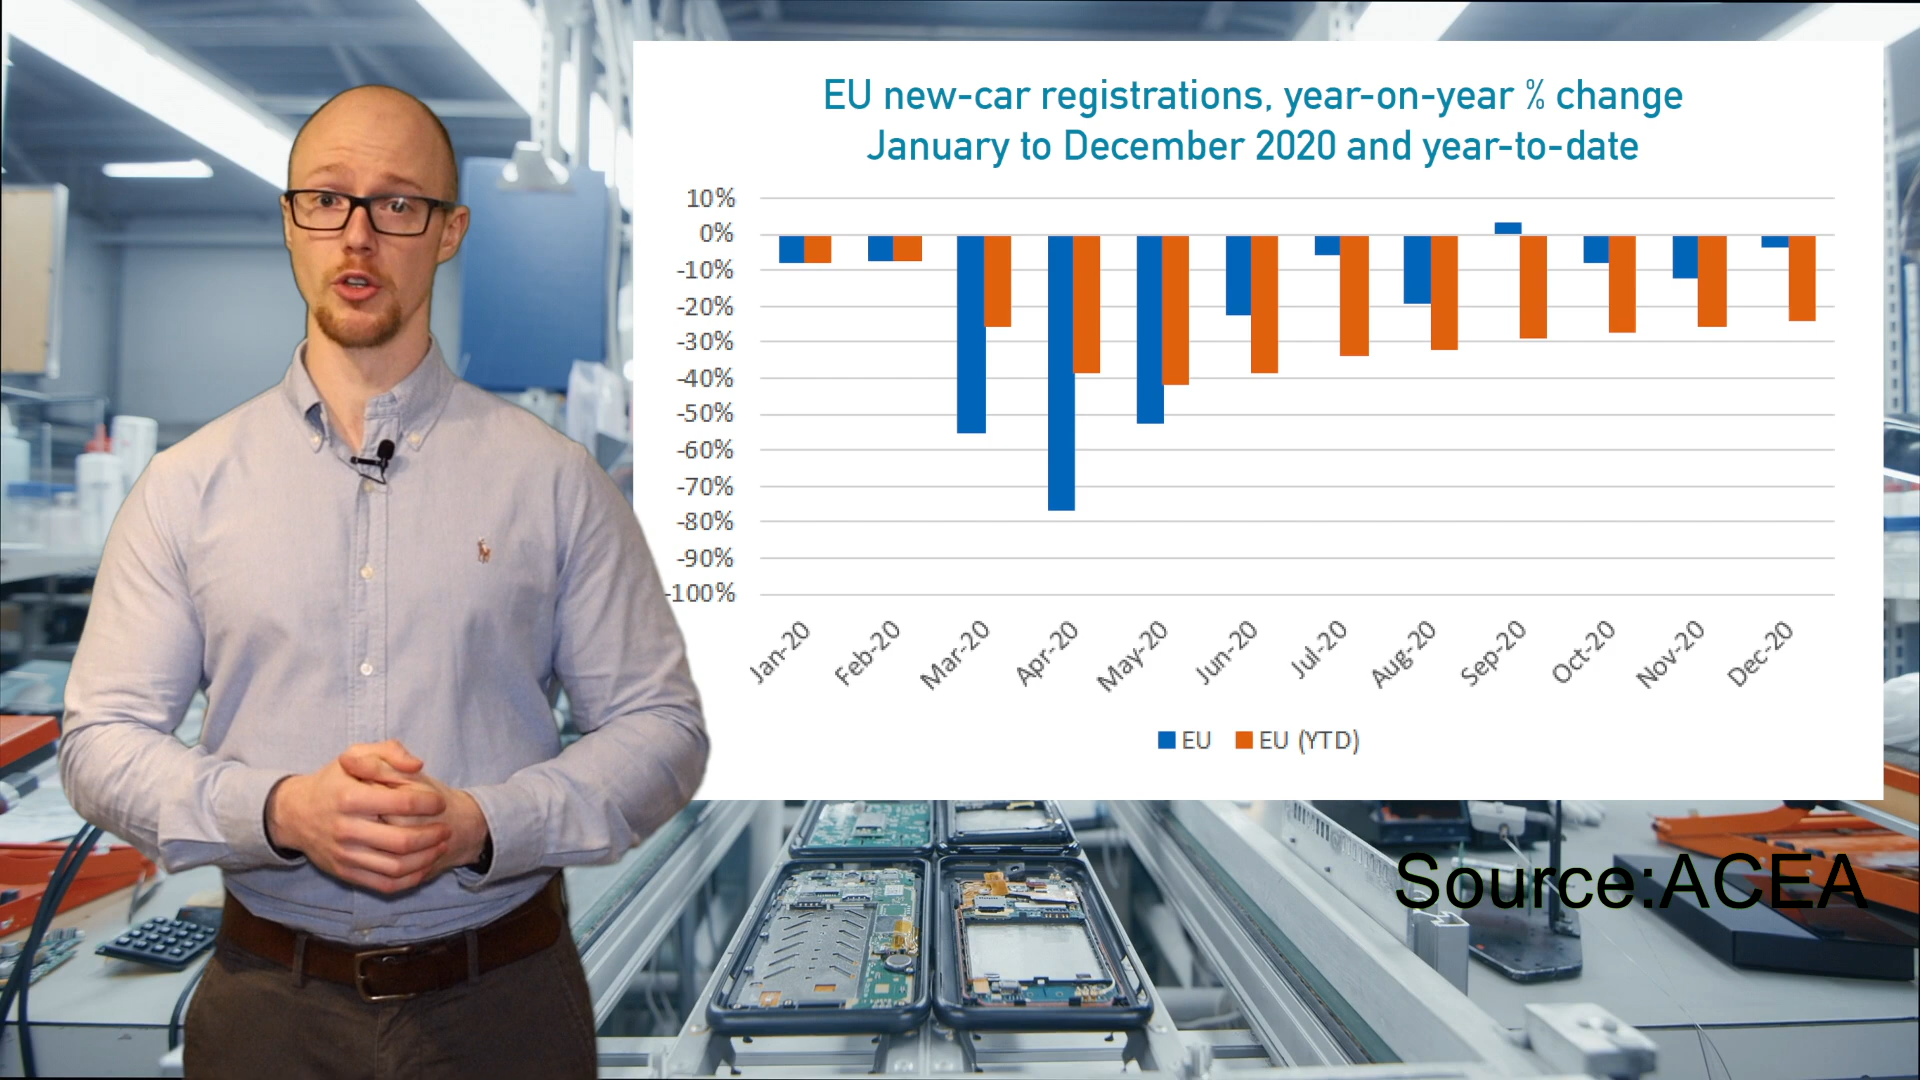 EU new-car registrations, year-on-year % change
January to December 2020 and year-to-date
10%
0%
-10%
-20%
-30%
-40%
-50%
-60%
-70%
-80%
-90%
-100%
Jan-20
Feb-20
Mar-20
Apr-20
May-20
Jun-20
Jul-20
Aug-20
Sep-20
Oct-20
Nov-20
Dec-20
EU
EU (YTD)
Source:ACEA